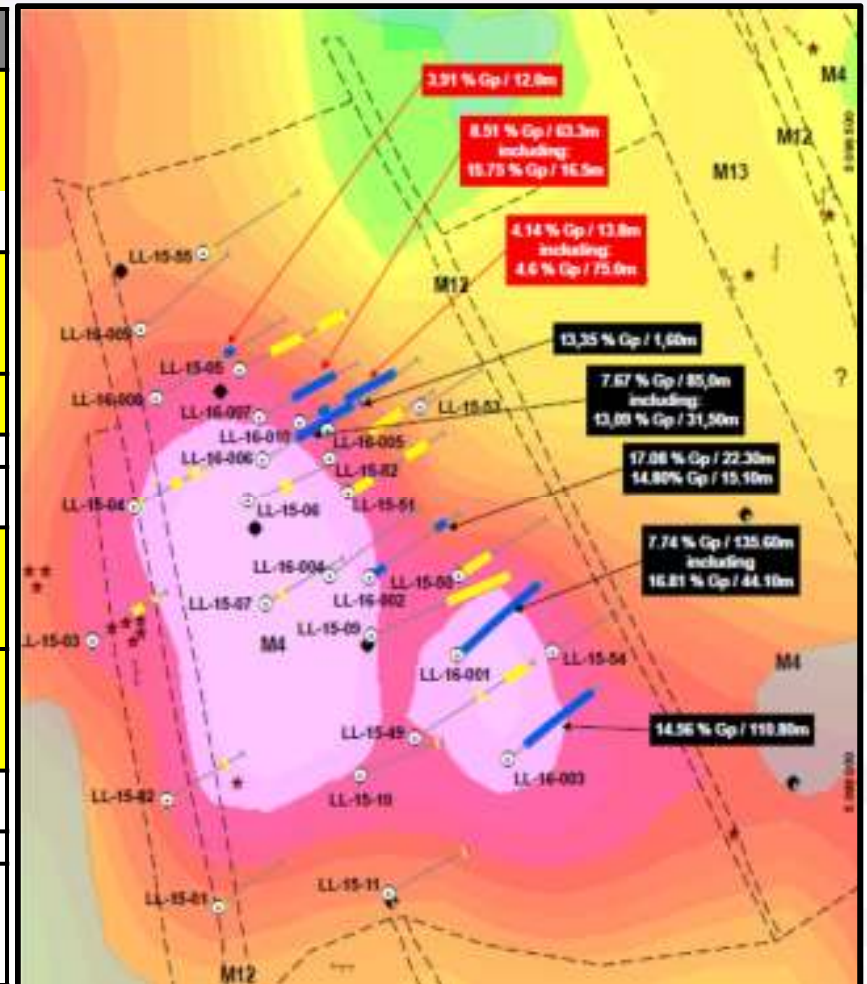 3,91 % Gp / 12,0m
8.51 % Gp / 63.3m
including:
15.75 % Gp / 16.5m
4.14 % Gp / 13,8m
including:
4.6 % Gp / 75.0m
13,35 % Gp / 1,60m
7.67 % Gp / 85,0m
including:
13,09 % Gp / 31,50m
17.08 % Gp / 22.30m
14.80% Gp / 15,10m
7.74 % Gp / 135.60m
including
16.81 % Gp / 44.10m
14.56 % Gp / 110.80m
M4
M12
M13
M12
?
M4
M4
M12
LL-15-55
LL-16-009
LL-15-05
LL-16-008
LL-16-007
LL-15-53
LL-16-010
LL-16-005
LL-16-006
LL-15-52
LL-15-04
LL-15-51
LL-15-06
LL-16-004
LL-15-08
LL-16-002
LL-15-07
LL-15-09
LL-15-03
LL-16-001
LL-15-54
LL-15-49
LL-16-003
LL-15-10
LL-15-02
LL-15-11
LL-15-01